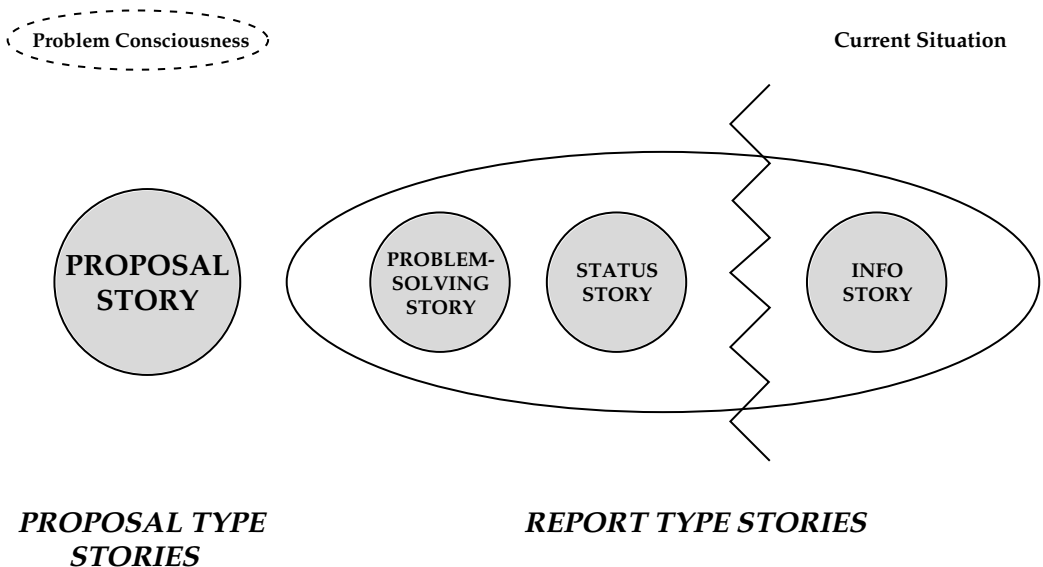 Problem Consciousness
Current Situation
PROPOSAL
STORY
PROBLEM-
SOLVING
STORY
STATUS
STORY
INFO
STORY
PROPOSAL TYPE
STORIES
REPORT TYPE STORIES